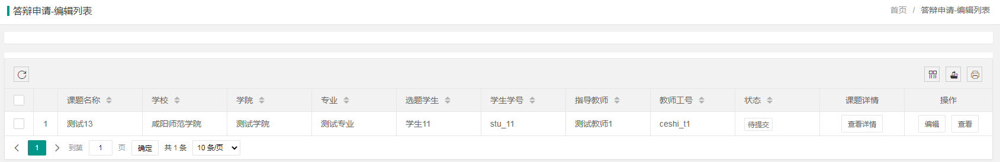 答辩申请-编辑列表 首页 / 答辩申请-编辑列表
课题名称 学校 学院 专业 选题学生 学生学号 指导教师 教师工号 状态 课题详情 操作
1 测试13 咸阳师范学院 测试学院 测试专业 学生11 stu_11 测试教师1 ceshi_t1 待提交 查看详情 编辑 查看
1 到第 1 页 确定 共 1 条 10 条/页